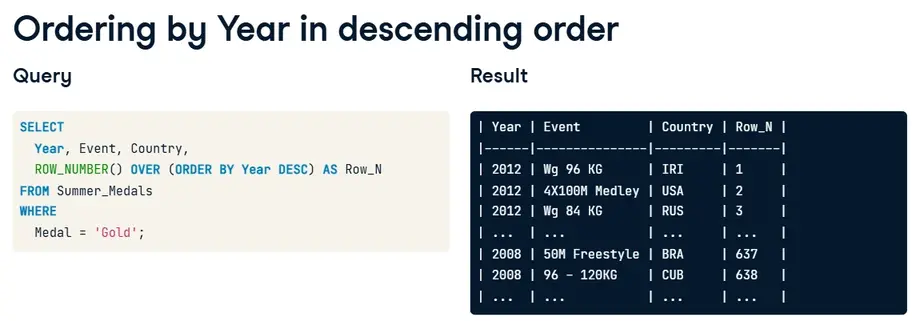 Ordering by Year in descending order
Query
SELECT
Year, Event, Country,
ROW_NUMBER() OVER (ORDER BY Year DESC) AS Row_N
FROM Summer_Medals
WHERE
Medal = 'Gold';
Result
| Year | Event | Country | Row_N |
|------|---------------|---------|-------|
| 2012 | Wg 96 KG | IRI | 1 |
| 2012 | 4X100M Medley | USA | 2 |
| 2012 | Wg 84 KG | RUS | 3 |
| ... | ... | ... | ... |
| 2008 | 50M Freestyle | BRA | 637 |
| 2008 | 96 – 120KG | CUB | 638 |
| ... | ... | ... | ... |